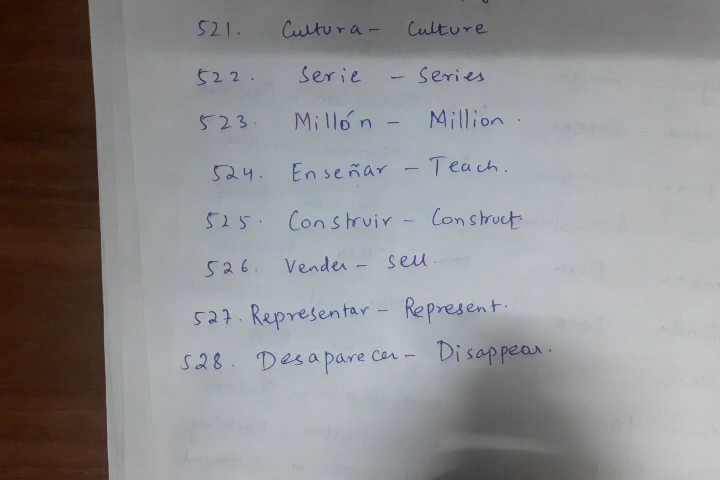 521. Cultura - Culture
522. Serie - Series
523. Millón - Million.
524. Enseñar - Teach.
525. Construir - Construct
526. Vender - Sell.
527. Representar - Represent.
528. Desaparecer - Disappear.